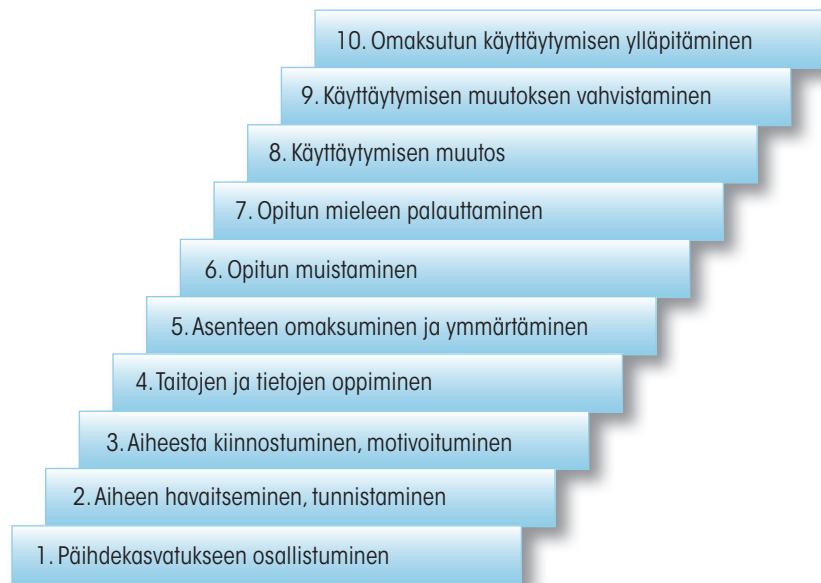 10. Omaksutun käyttäytymisen ylläpitäminen
9. Käyttäytymisen muutoksen vahvistaminen
8. Käyttäytymisen muutos
7. Opitun mieleen palauttaminen
6. Opitun muistaminen
5. Asenteen omaksuminen ja ymmärtäminen
4. Taitojen ja tietojen oppiminen
3. Aiheesta kiinnostuminen, motivoituminen
2. Aiheen havaitseminen, tunnistaminen
1. Päihdekasvatukseen osallistuminen